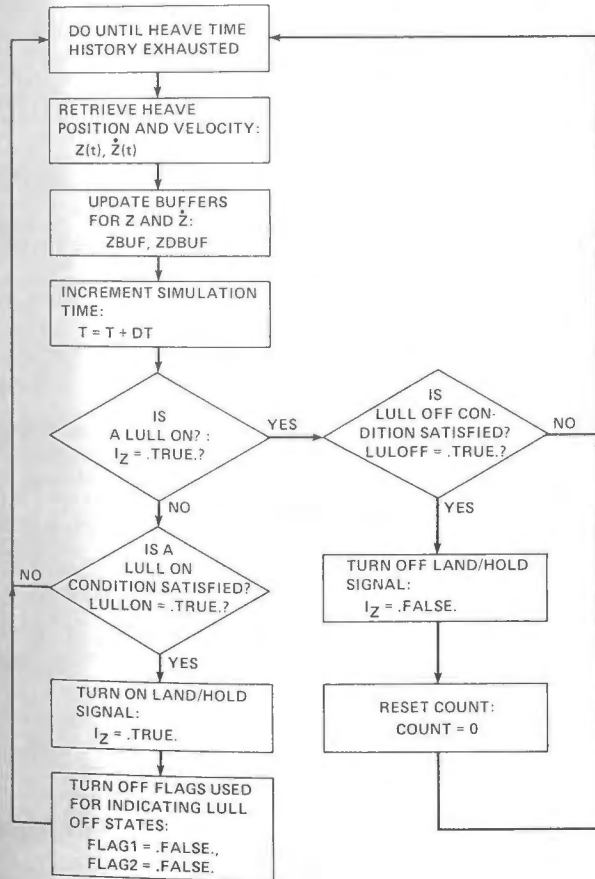 DO UNTIL HEAVE TIME
HISTORY EXHAUSTED
RETRIEVE HEAVE
POSITION AND VELOCITY:
Z(t), Ż(t)
UPDATE BUFFERS
FOR Z AND Ż:
ZBUF, ZDBUF
INCREMENT SIMULATION
TIME:
T = T + DT
IS
A LULL ON? :
I_Z = .TRUE.?
YES
NO
IS
LULL OFF CON-
DITION SATISFIED?
LULOFF = .TRUE.?
NO
YES
IS A
LULL ON
CONDITION SATISFIED?
LULLON = .TRUE.?
NO
YES
TURN OFF LAND/HOLD
SIGNAL:
I_Z = .FALSE.
TURN ON LAND/HOLD
SIGNAL:
I_Z = .TRUE.
RESET COUNT:
COUNT = 0
TURN OFF FLAGS USED
FOR INDICATING LULL
OFF STATES:
FLAG1 = .FALSE.,
FLAG2 = .FALSE.